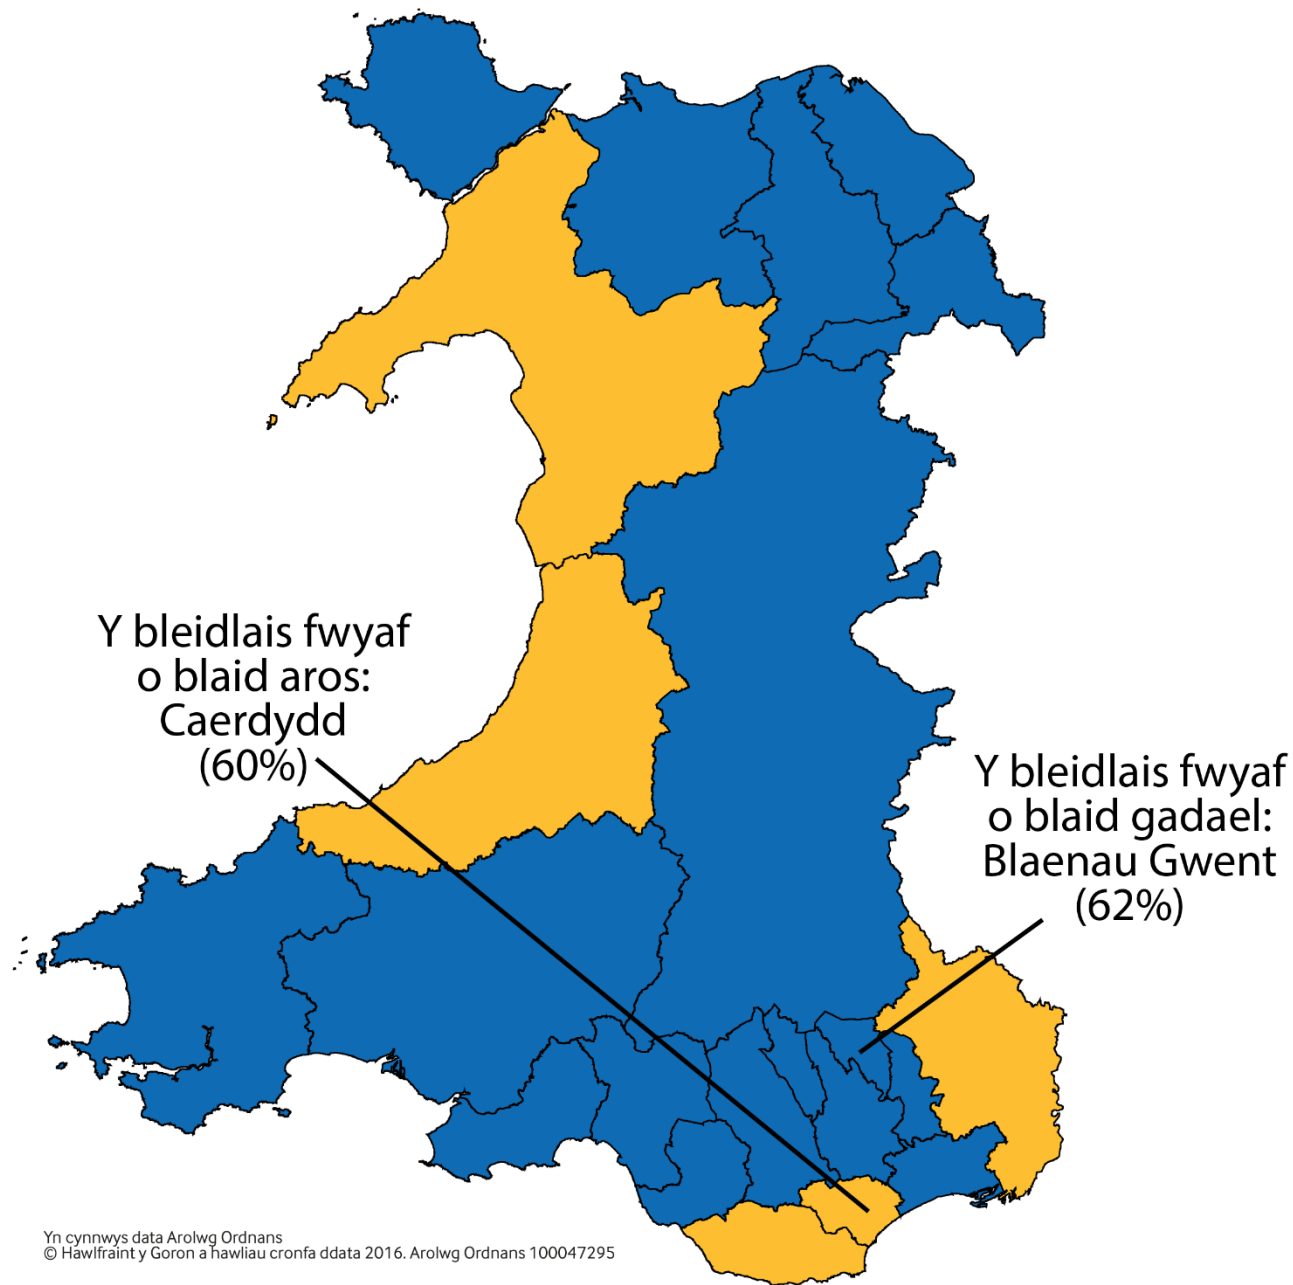 Y bleidlais fwyaf
o blaid aros:
Caerdydd
(60%)
Y bleidlais fwyaf
o blaid gadael:
Blaenau Gwent
(62%)
Yn cynnwys data Arolwg Ordnans
© Hawlfraint y Goron a hawliau cronfa ddata 2016. Arolwg Ordnans 100047295